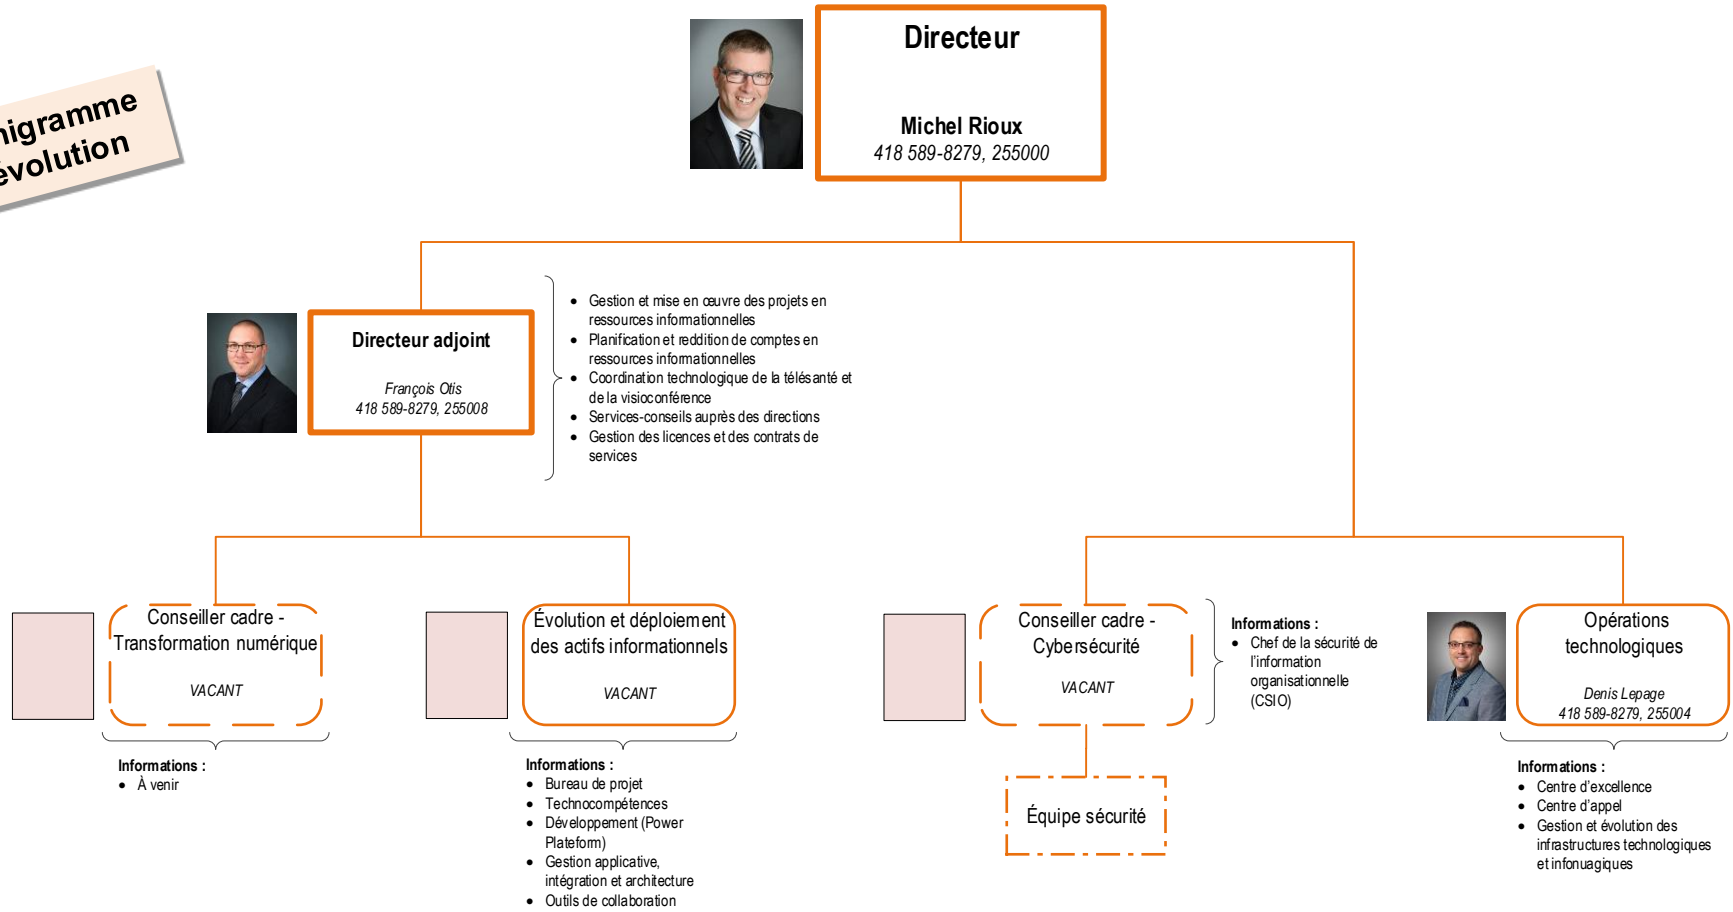 Directeur
Michel Rioux
418 589-8279, 255000
nigramme
évolution
Directeur adjoint
François Otis
418 589-8279, 255008
• Gestion et mise en œuvre des projets en
ressources informationnelles
• Planification et reddition de comptes en
ressources informationnelles
• Coordination technologique de la télésanté et
de la visioconférence
• Services-conseils auprès des directions
• Gestion des licences et des contrats de
services
Conseiller cadre -
Transformation numérique
VACANT
Informations :
• À venir
Évolution et déploiement
des actifs informationnels
VACANT
Informations :
• Bureau de projet
• Technocompétences
• Développement (Power
Plateform)
• Gestion applicative,
intégration et architecture
• Outils de collaboration
Conseiller cadre -
Cybersécurité
VACANT
Informations :
• Chef de la sécurité de
l'information
organisationnelle
(CSIO)
Équipe sécurité
Opérations
technologiques
Denis Lepage
418 589-8279, 255004
Informations :
• Centre d'excellence
• Centre d'appel
• Gestion et évolution des
infrastructures technologiques
et infonuagiques